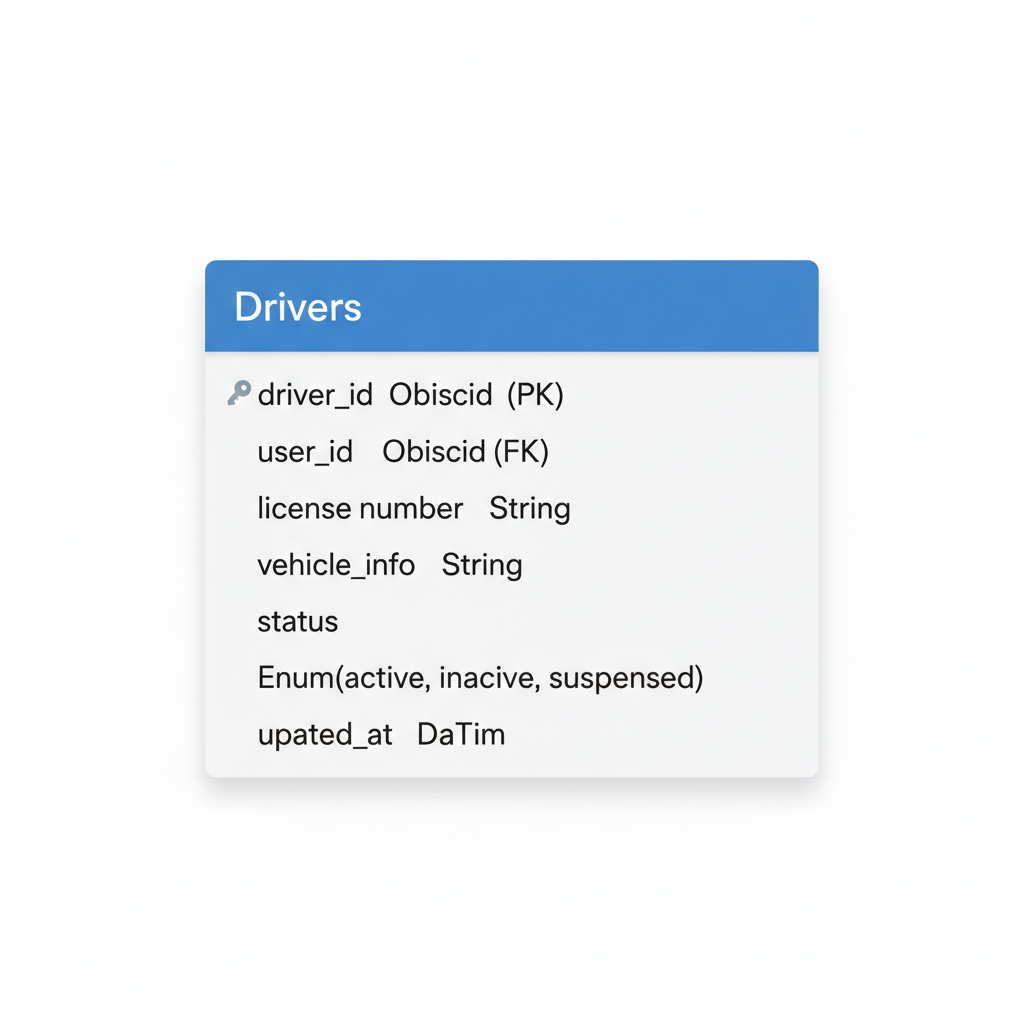 Drivers
driver_id Obiscid (PK)
user_id Obiscid (FK)
license number String
vehicle_info String
status
Enum(active, inacive, suspensed)
upated_at DaTim